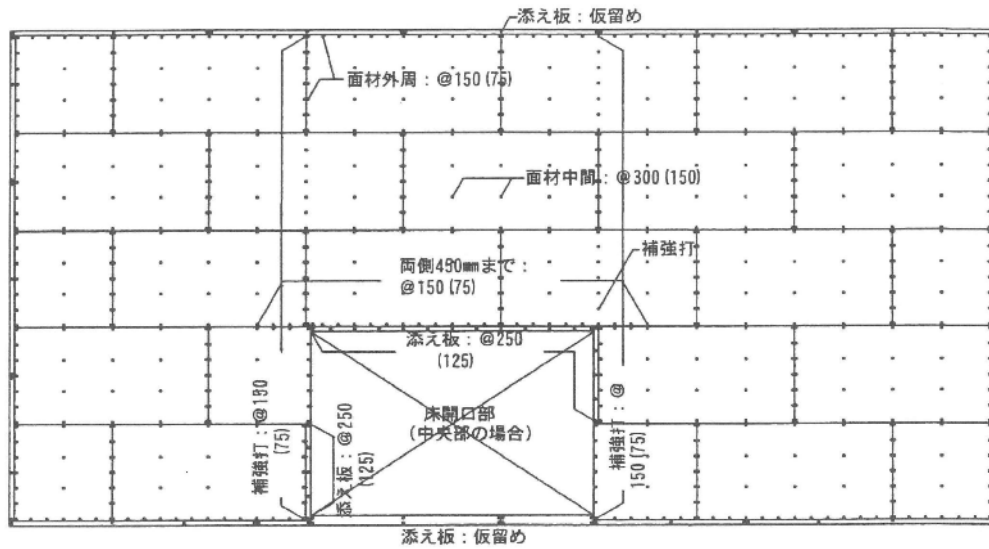 添え板：仮留め
面材外周：@150(75)
面材中間：@300(150)
補強打
両側450mmまで：
@150(75)
添え板：@250
(125)
床開口部
(中央部の場合)
補強打：@150
(75)
添え板：@250
(125)
補強打：@
150(75)
添え板：仮留め